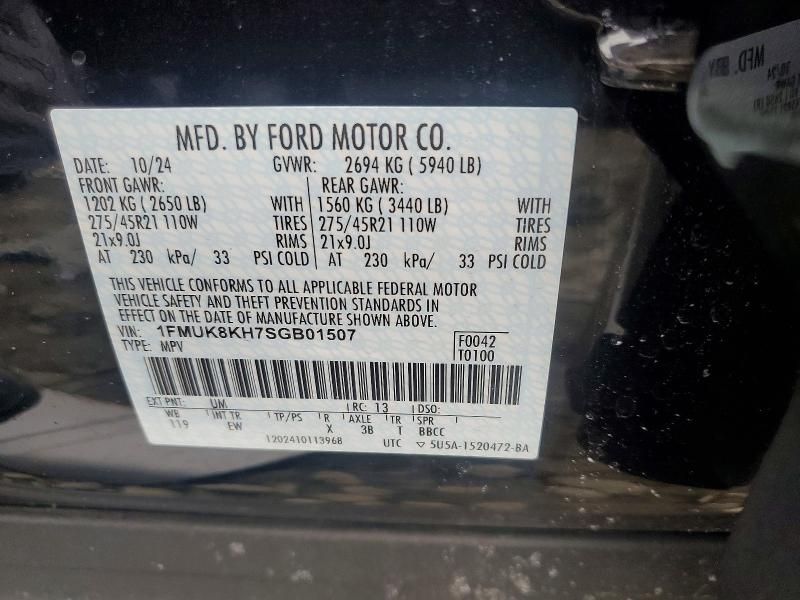 MFD. BY FORD MOTOR CO.
DATE: 10/24 GVWR: 2694 KG ( 5940 LB)
FRONT GAWR: REAR GAWR:
1202 KG ( 2650 LB) WITH 1560 KG ( 3440 LB) WITH
275/45R21 110W TIRES 275/45R21 110W TIRES
21x9.0J RIMS 21x9.0J RIMS
AT 230 kPa/ 33 PSI COLD AT 230 kPa/ 33 PSI COLD
THIS VEHICLE CONFORMS TO ALL APPLICABLE FEDERAL MOTOR
VEHICLE SAFETY AND THEFT PREVENTION STANDARDS IN
EFFECT ON THE DATE OF MANUFACTURE SHOWN ABOVE.
VIN: 1FMUK8KH7SGB01507
TYPE: MPV
F0042
T0100
EXT PNT: UM RC: 13 DSO:
WB INT TR TP/PS R AXLE TR SPR
119 EW X 3B T BBCC
1202410113968 UTC ▽ 5U5A-1520472-BA
MFD. BY
10/24